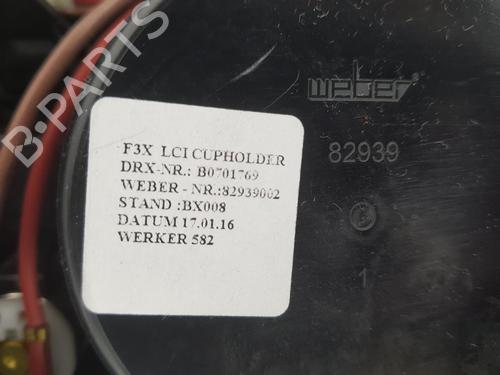 B-PARTS
weber
82939
F3X LCI CUPHOLDER
DRX-NR.: B0701769
WEBER - NR.:82939002
STAND :BX008
DATUM 17.01.16
WERKER 582
1